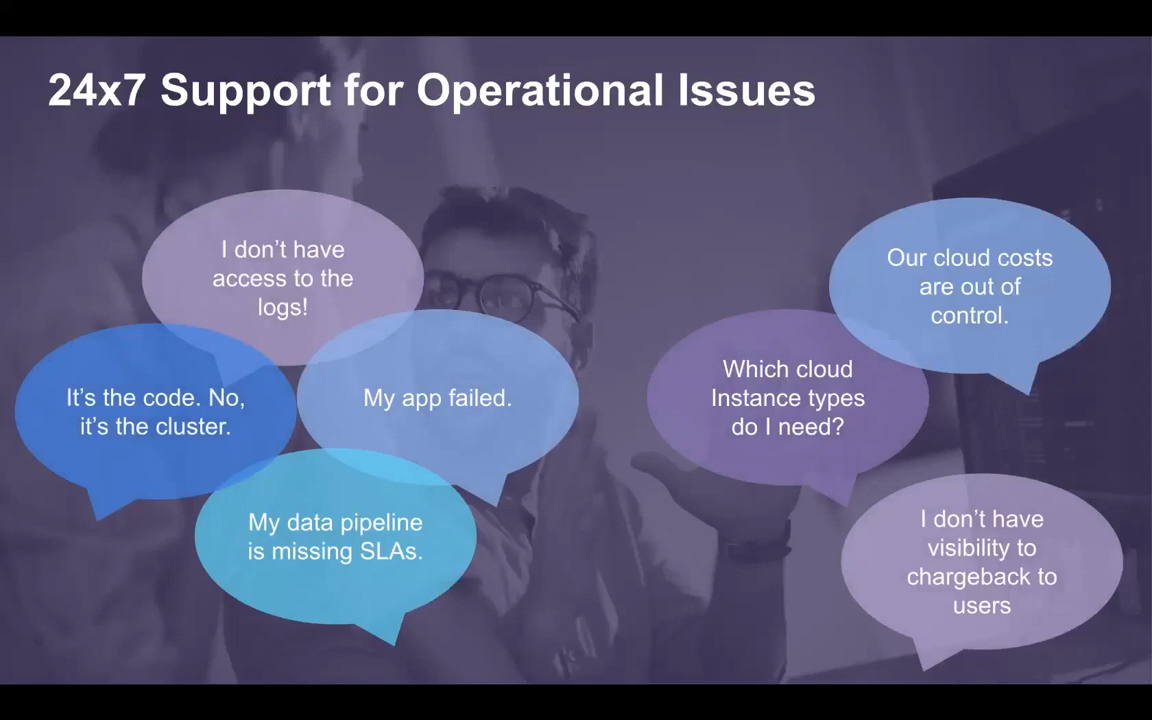 24x7 Support for Operational Issues
I don’t have
access to the
logs!
It’s the code. No,
it’s the cluster.
My app failed.
My data pipeline
is missing SLAs.
Our cloud costs
are out of
control.
Which cloud
Instance types
do I need?
I don’t have
visibility to
chargeback to
users